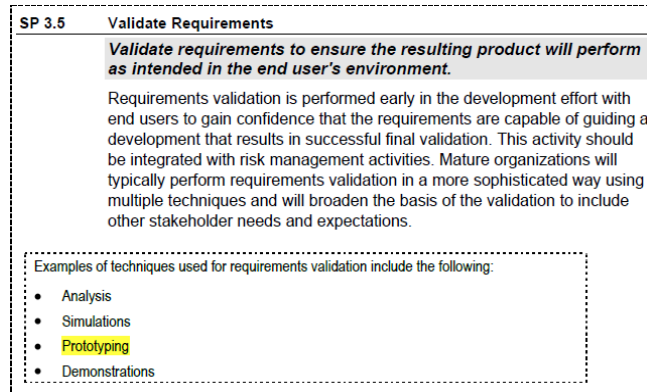 SP 3.5 Validate Requirements
Validate requirements to ensure the resulting product will perform
as intended in the end user's environment.
Requirements validation is performed early in the development effort with
end users to gain confidence that the requirements are capable of guiding a
development that results in successful final validation. This activity should
be integrated with risk management activities. Mature organizations will
typically perform requirements validation in a more sophisticated way using
multiple techniques and will broaden the basis of the validation to include
other stakeholder needs and expectations.
Examples of techniques used for requirements validation include the following:
• Analysis
• Simulations
• Prototyping
• Demonstrations